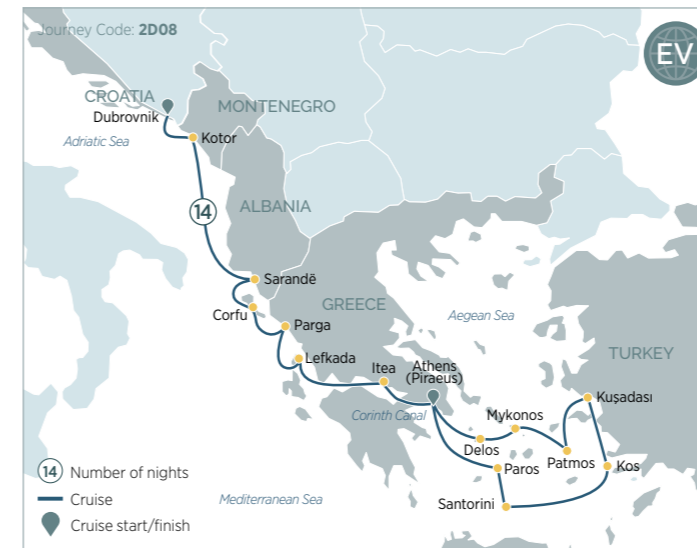 Journey Code: 2D08
EV
CROATIA
Dubrovnik
MONTENEGRO
Adriatic Sea
Kotor
14
ALBANIA
Sarandë
GREECE
Corfu
Aegean Sea
Parga
TURKEY
Lefkada
Itea
Athens
(Piraeus)
Kuşadası
Corinth Canal
Mykonos
Delos
Patmos
Kos
Paros
14 Number of nights
Cruise
Mediterranean Sea
Santorini
Cruise start/finish